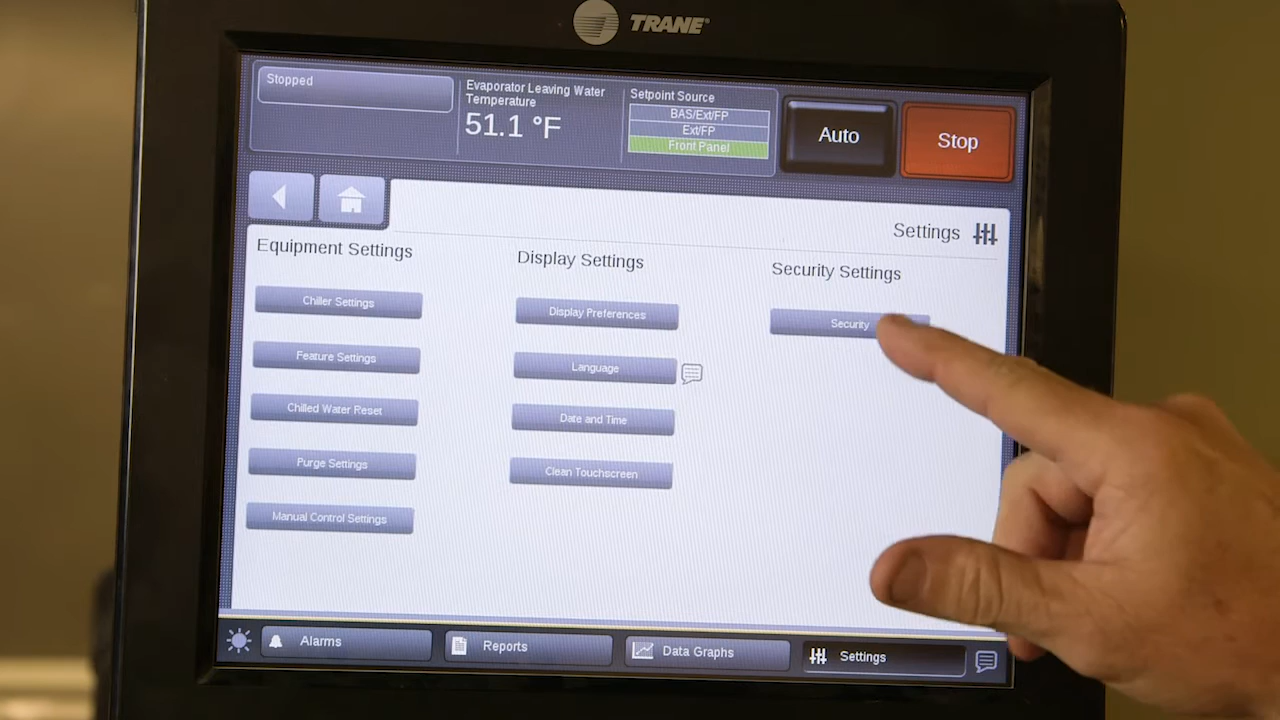 TRANE
Stopped
Evaporator Leaving Water
Temperature
51.1 °F
Setpoint Source
BAS/Ext/FP
Ext/FP
Front Panel
Auto
Stop
Settings
Equipment Settings
Chiller Settings
Feature Settings
Chilled Water Reset
Purge Settings
Manual Control Settings
Display Settings
Display Preferences
Language
Date and Time
Clean Touchscreen
Security Settings
Security
Alarms
Reports
Data Graphs
Settings